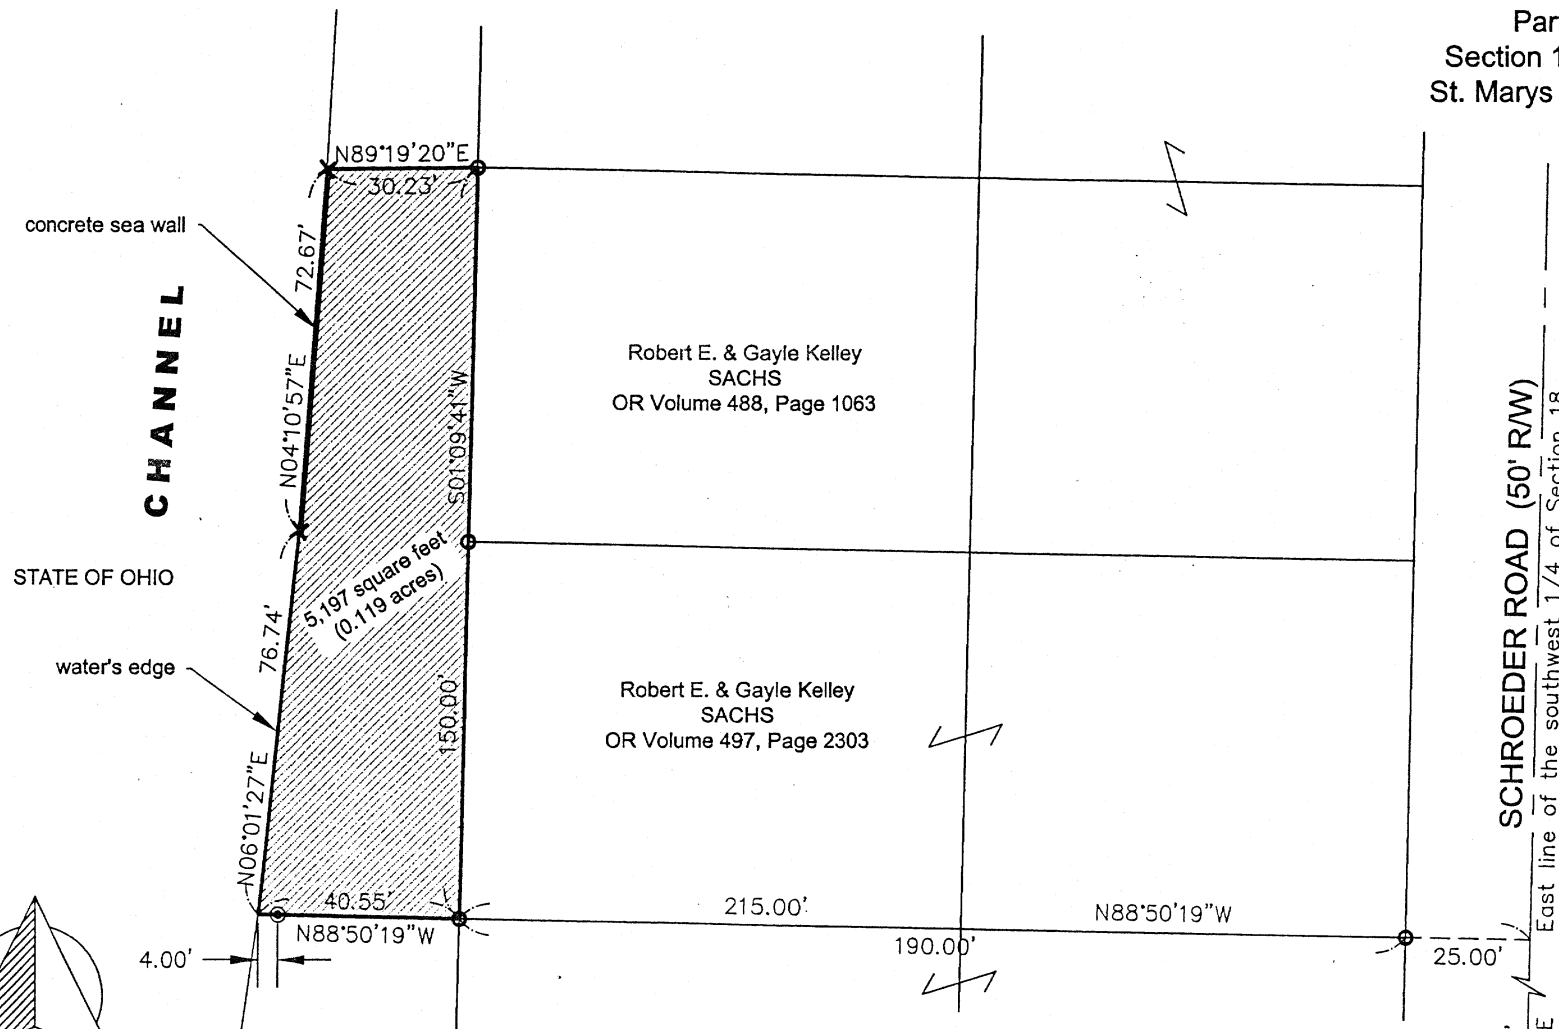 Par
Section 1
St. Marys
N89°19'20"E
30.23'
concrete sea wall
72.67'
CHANNEL
N04°10'57"E
S01°09'41"W
Robert E. & Gayle Kelley
SACHS
OR Volume 488, Page 1063
SCHROEDER ROAD (50' R/W)
East line of the southwest 1/4 of Section 18
STATE OF OHIO
5,197 square feet
(0.119 acres)
76.74'
water's edge
150.00'
Robert E. & Gayle Kelley
SACHS
OR Volume 497, Page 2303
N06°01'27"E
40.55'
N88°50'19"W
4.00'
215.00'
N88°50'19"W
190.00'
25.00'
E